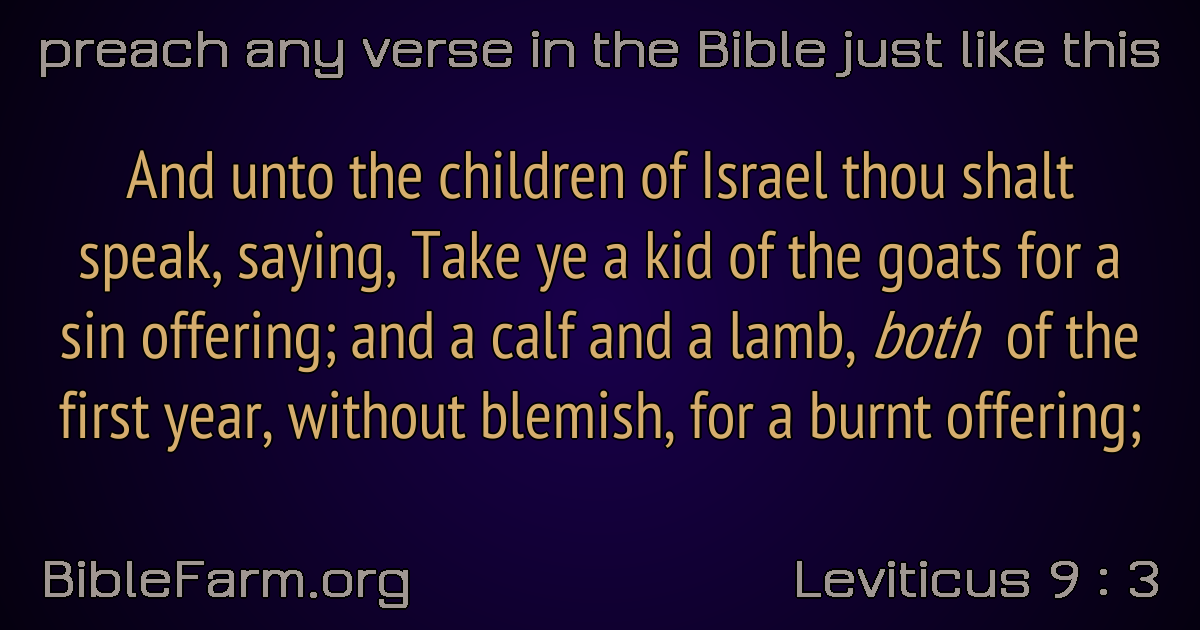 preach any verse in the Bible just like this
And unto the children of Israel thou shalt
speak, saying, Take ye a kid of the goats for a
sin offering; and a calf and a lamb, both of the
first year, without blemish, for a burnt offering;
BibleFarm.org
Leviticus 9 : 3